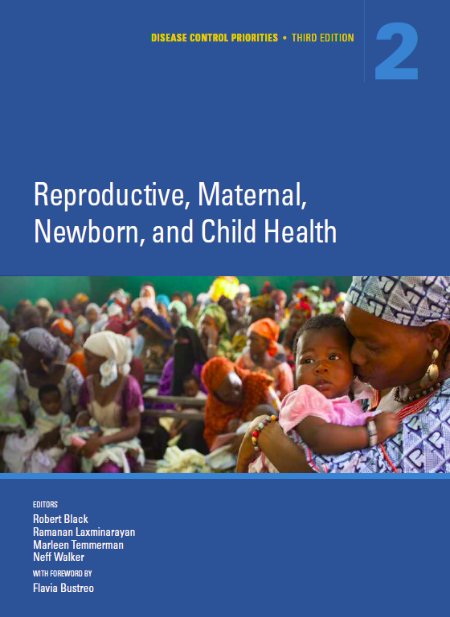 DISEASE CONTROL PRIORITIES • THIRD EDITION
2
Reproductive, Maternal,
Newborn, and Child Health
EDITORS
Robert Black
Ramanan Laxminarayan
Marleen Temmerman
Neff Walker
WITH FOREWORD BY
Flavia Bustreo